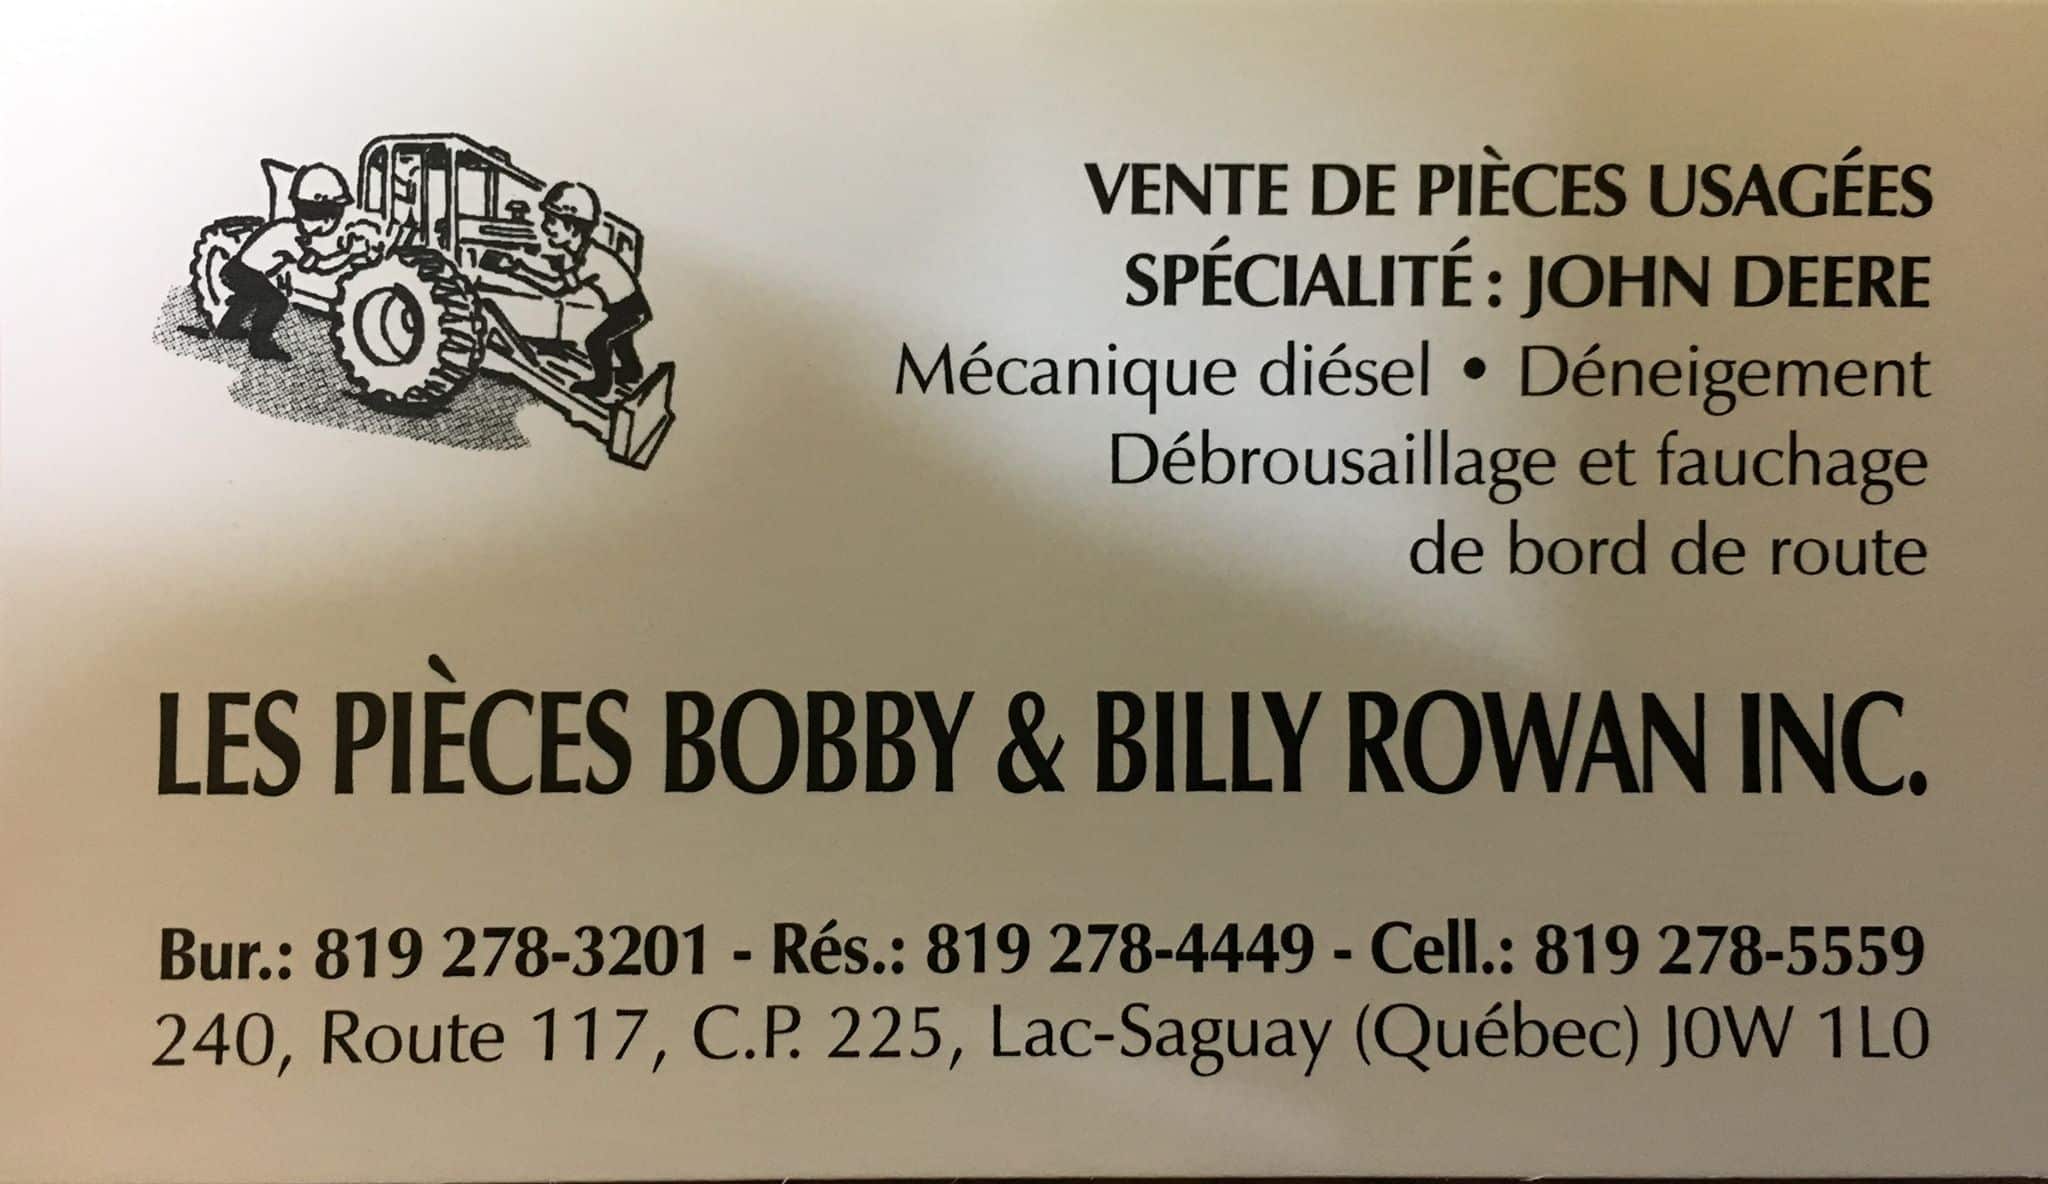 VENTE DE PIÈCES USAGÉES
SPÉCIALITÉ : JOHN DEERE
Mécanique diésel • Déneigement
Débrousaillage et fauchage
de bord de route
LES PIÈCES BOBBY & BILLY ROWAN INC.
Bur.: 819 278-3201 - Rés.: 819 278-4449 - Cell.: 819 278-5559
240, Route 117, C.P. 225, Lac-Saguay (Québec) J0W 1L0